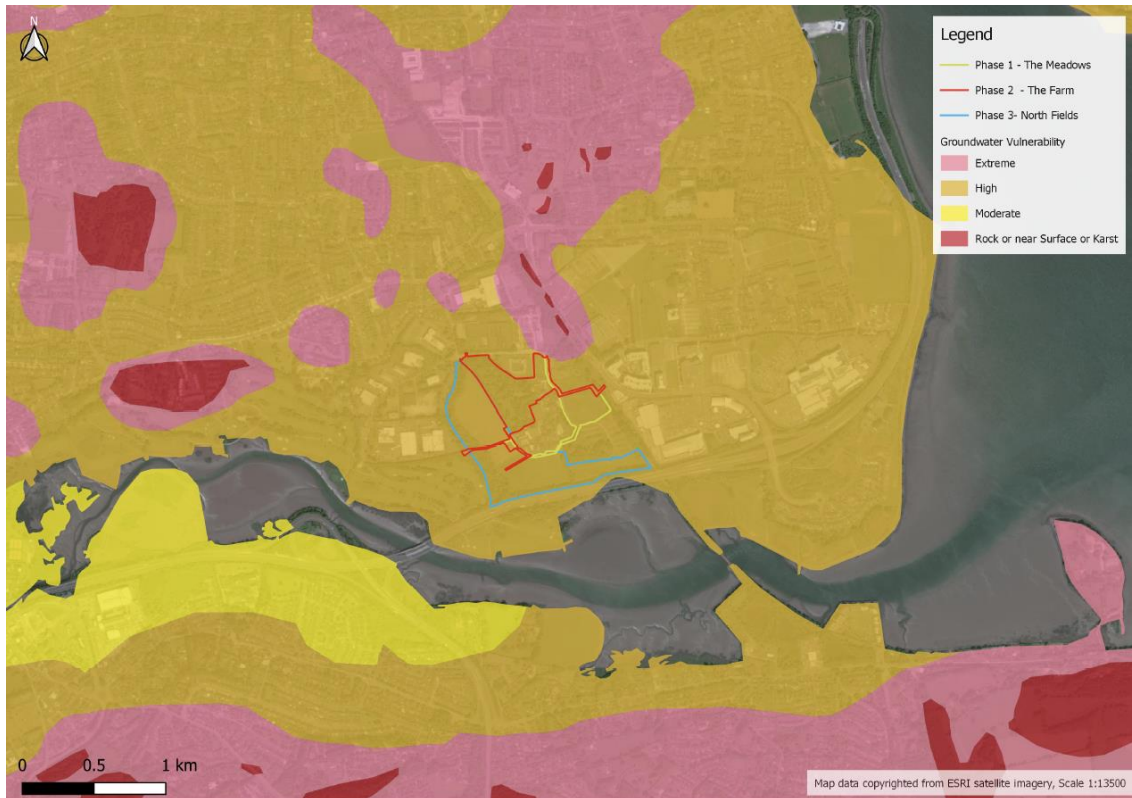 N
Legend
Phase 1 - The Meadows
Phase 2 - The Farm
Phase 3- North Fields
Groundwater Vulnerability
Extreme
High
Moderate
Rock or near Surface or Karst
0 0.5 1 km
Map data copyrighted from ESRI satellite imagery, Scale 1:13500